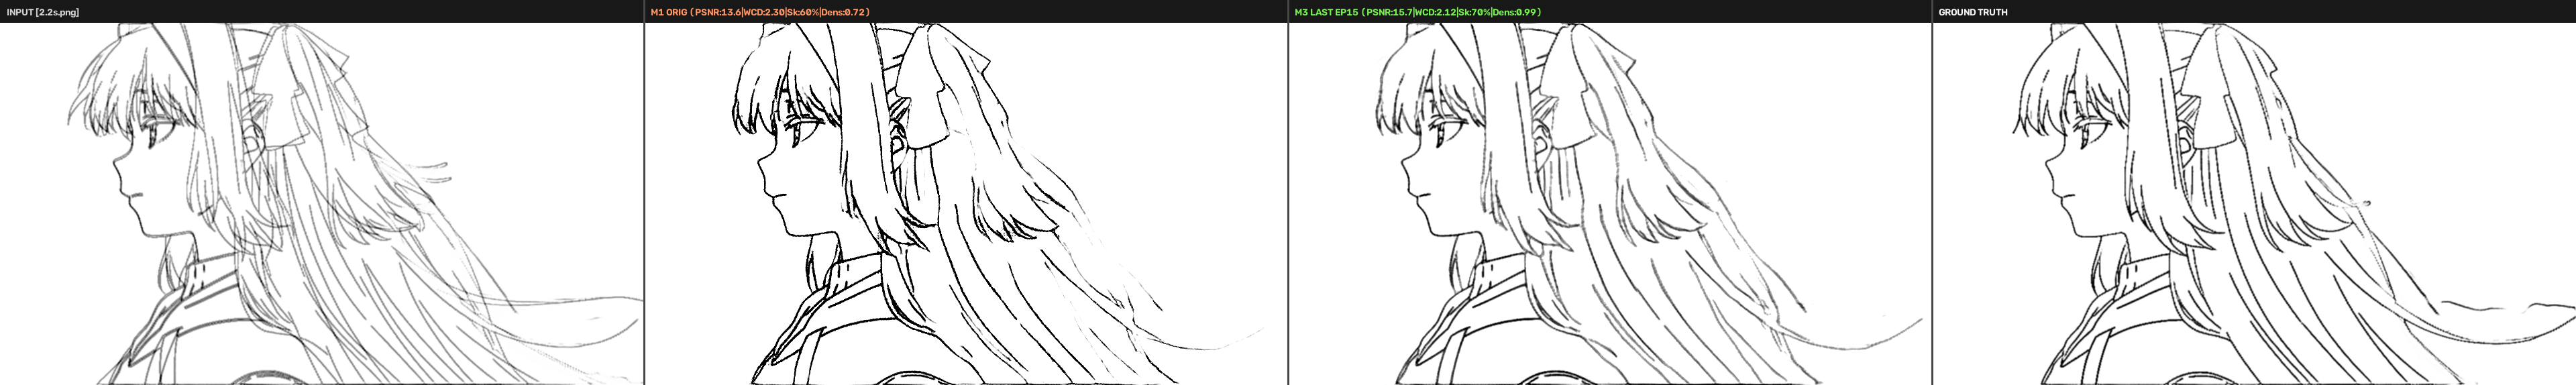 INPUT [2.2s.png]
M1 ORIG (PSNR:13.6|WCD:2.30|Sk:60%|Dens:0.72)
M3 LAST EP15 (PSNR:15.7|WCD:2.12|Sk:70%|Dens:0.99)
GROUND TRUTH